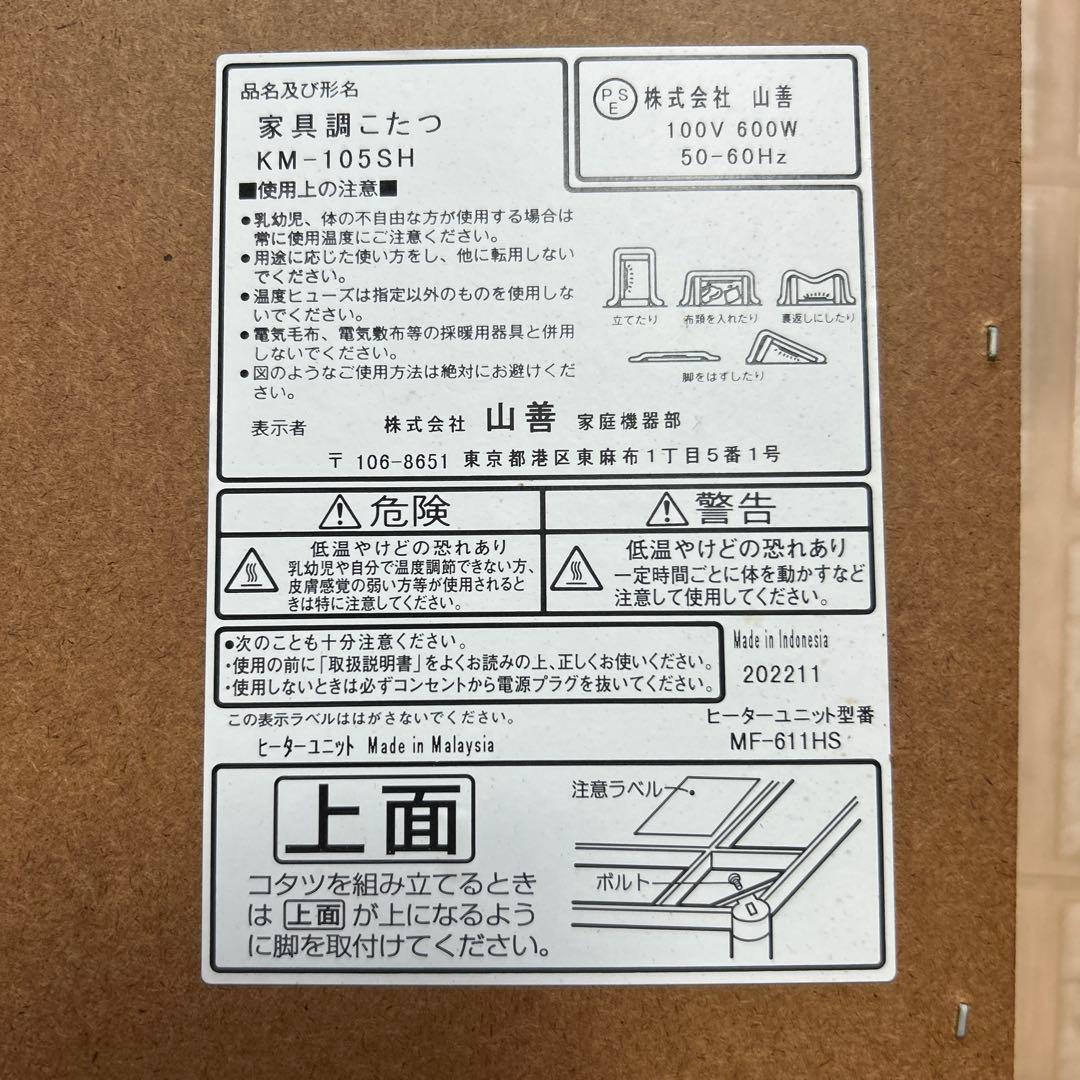 品名及び形名
家具調こたつ
KM-105SH
PSE 株式会社 山善
100V 600W
50-60Hz
■使用上の注意■
●乳幼児、体の不自由な方が使用する場合は
常に使用温度にご注意ください。
●用途に応じた使い方をし、他に転用しない
でください。
●温度ヒューズは指定以外のものを使用しな
いでください。
●電気毛布、電気敷布等の採暖用器具と併用
しないでください。
●図のようなご使用方法は絶対にお避けくだ
さい。
立てたり 布類を入れたり 裏返しにしたり
脚をはずしたり
表示者 株式会社 山善 家庭機器部
〒106-8651 東京都港区東麻布1丁目5番1号
危険
低温やけどの恐れあり
乳幼児や自分で温度調節できない方、
皮膚感覚の弱い方等が使用されると
きは特に注意してください。
警告
低温やけどの恐れあり
一定時間ごとに体を動かすなど
注意して使用してください。
●次のことも十分注意ください。
・使用の前に「取扱説明書」をよくお読みの上、正しくお使いください。
・使用しないときは必ずコンセントから電源プラグを抜いてください。
Made in Indonesia
202211
この表示ラベルははがさないでください。
ヒーターユニット Made in Malaysia
ヒーターユニット型番
MF-611HS
上面
コタツを組み立てるとき
は 上面 が上になるよう
に脚を取付けてください。
注意ラベル
ボルト